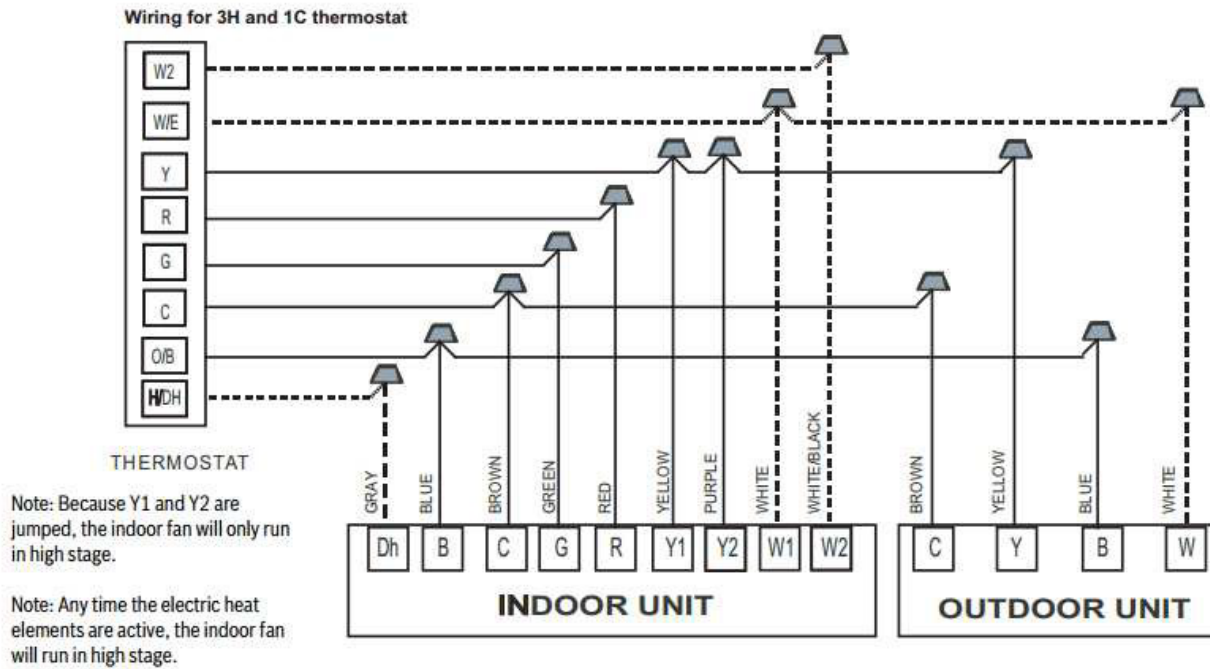 Wiring for 3H and 1C thermostat
W2
W/E
Y
R
G
C
O/B
H/DH
THERMOSTAT
Note: Because Y1 and Y2 are
jumped, the indoor fan will only run
in high stage.
Note: Any time the electric heat
elements are active, the indoor fan
will run in high stage.
GRAY
BLUE
BROWN
GREEN
RED
YELLOW
PURPLE
WHITE
WHITE/BLACK
BROWN
YELLOW
BLUE
WHITE
Dh B C G R Y1 Y2 W1 W2
C Y B W
INDOOR UNIT
OUTDOOR UNIT